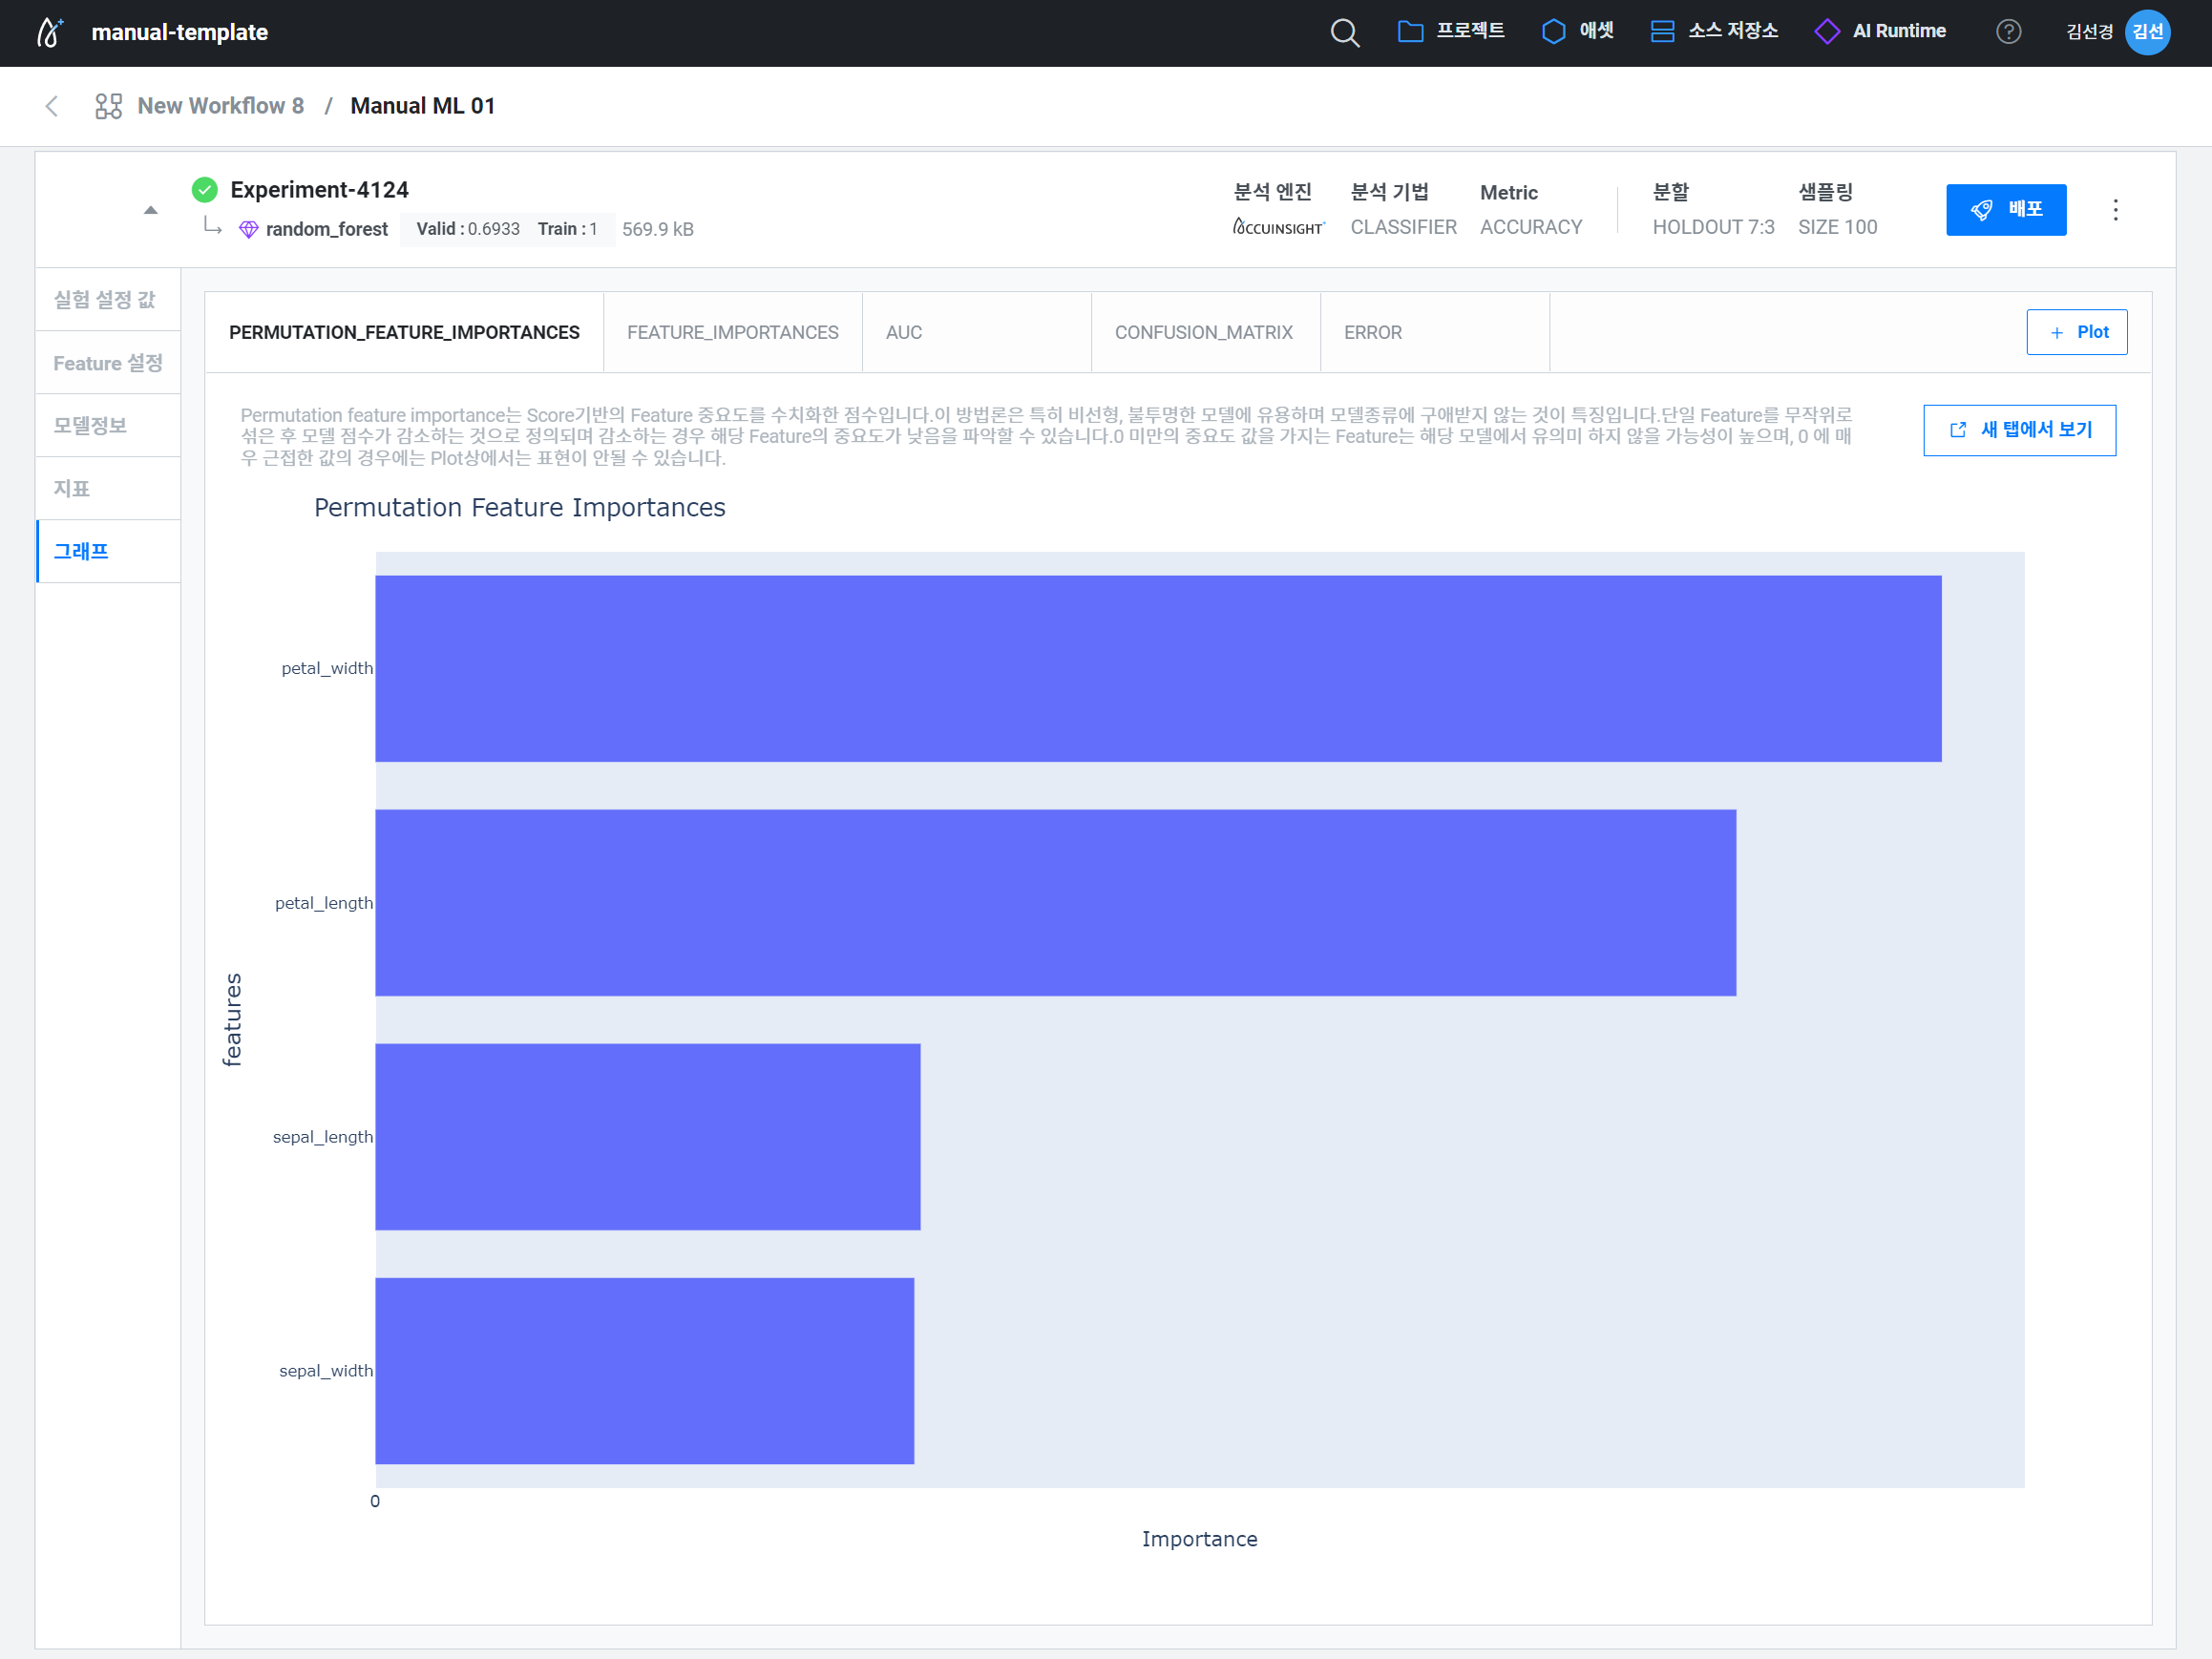 manual-template
프로젝트
애셋
소스 저장소
AI Runtime
?
김선경
김선
New Workflow 8 / Manual ML 01
Experiment-4124
random_forest
Valid : 0.6933 Train : 1
569.9 kB
분석 엔진
ACCUINSIGHT+
분석 기법
CLASSIFIER
Metric
ACCURACY
분할
HOLDOUT 7:3
샘플링
SIZE 100
배포
실험 설정 값
Feature 설정
모델정보
지표
그래프
PERMUTATION_FEATURE_IMPORTANCES
FEATURE_IMPORTANCES
AUC
CONFUSION_MATRIX
ERROR
+ Plot
Permutation feature importance는 Score기반의 Feature 중요도를 수치화한 점수입니다.이 방법론은 특히 비선형, 불투명한 모델에 유용하며 모델종류에 구애받지 않는 것이 특징입니다.단일 Feature를 무작위로
섞은 후 모델 점수가 감소하는 것으로 정의되며 감소하는 경우 해당 Feature의 중요도가 낮음을 파악할 수 있습니다.0 미만의 중요도 값을 가지는 Feature는 해당 모델에서 유의미 하지 않을 가능성이 높으며, 0 에 매
우 근접한 값의 경우에는 Plot상에서는 표현이 안될 수 있습니다.
새 탭에서 보기
Permutation Feature Importances
petal_width
petal_length
features
sepal_length
sepal_width
0
Importance